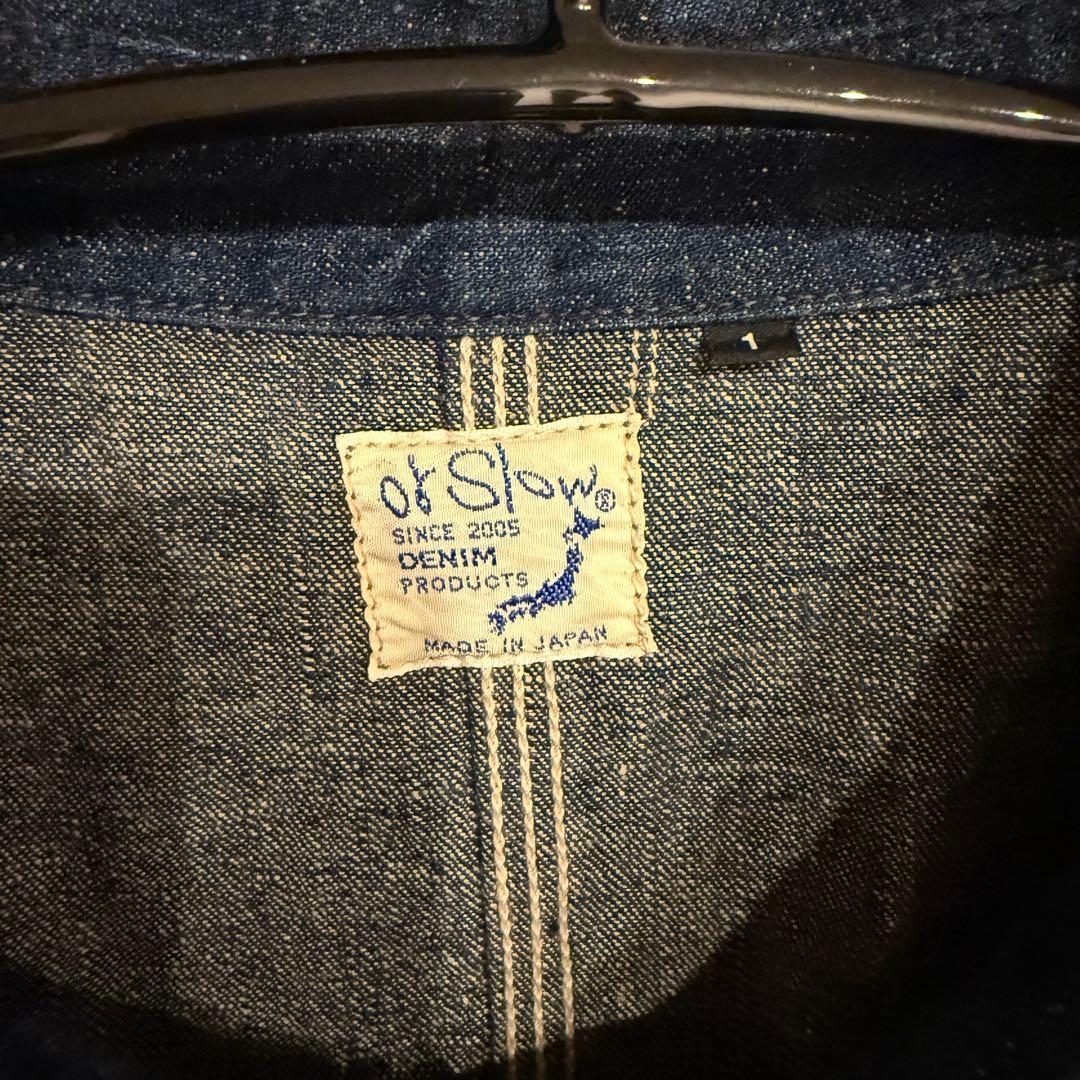 1
or Slow®
SINCE 2005
DENIM
PRODUCTS
MADE IN JAPAN